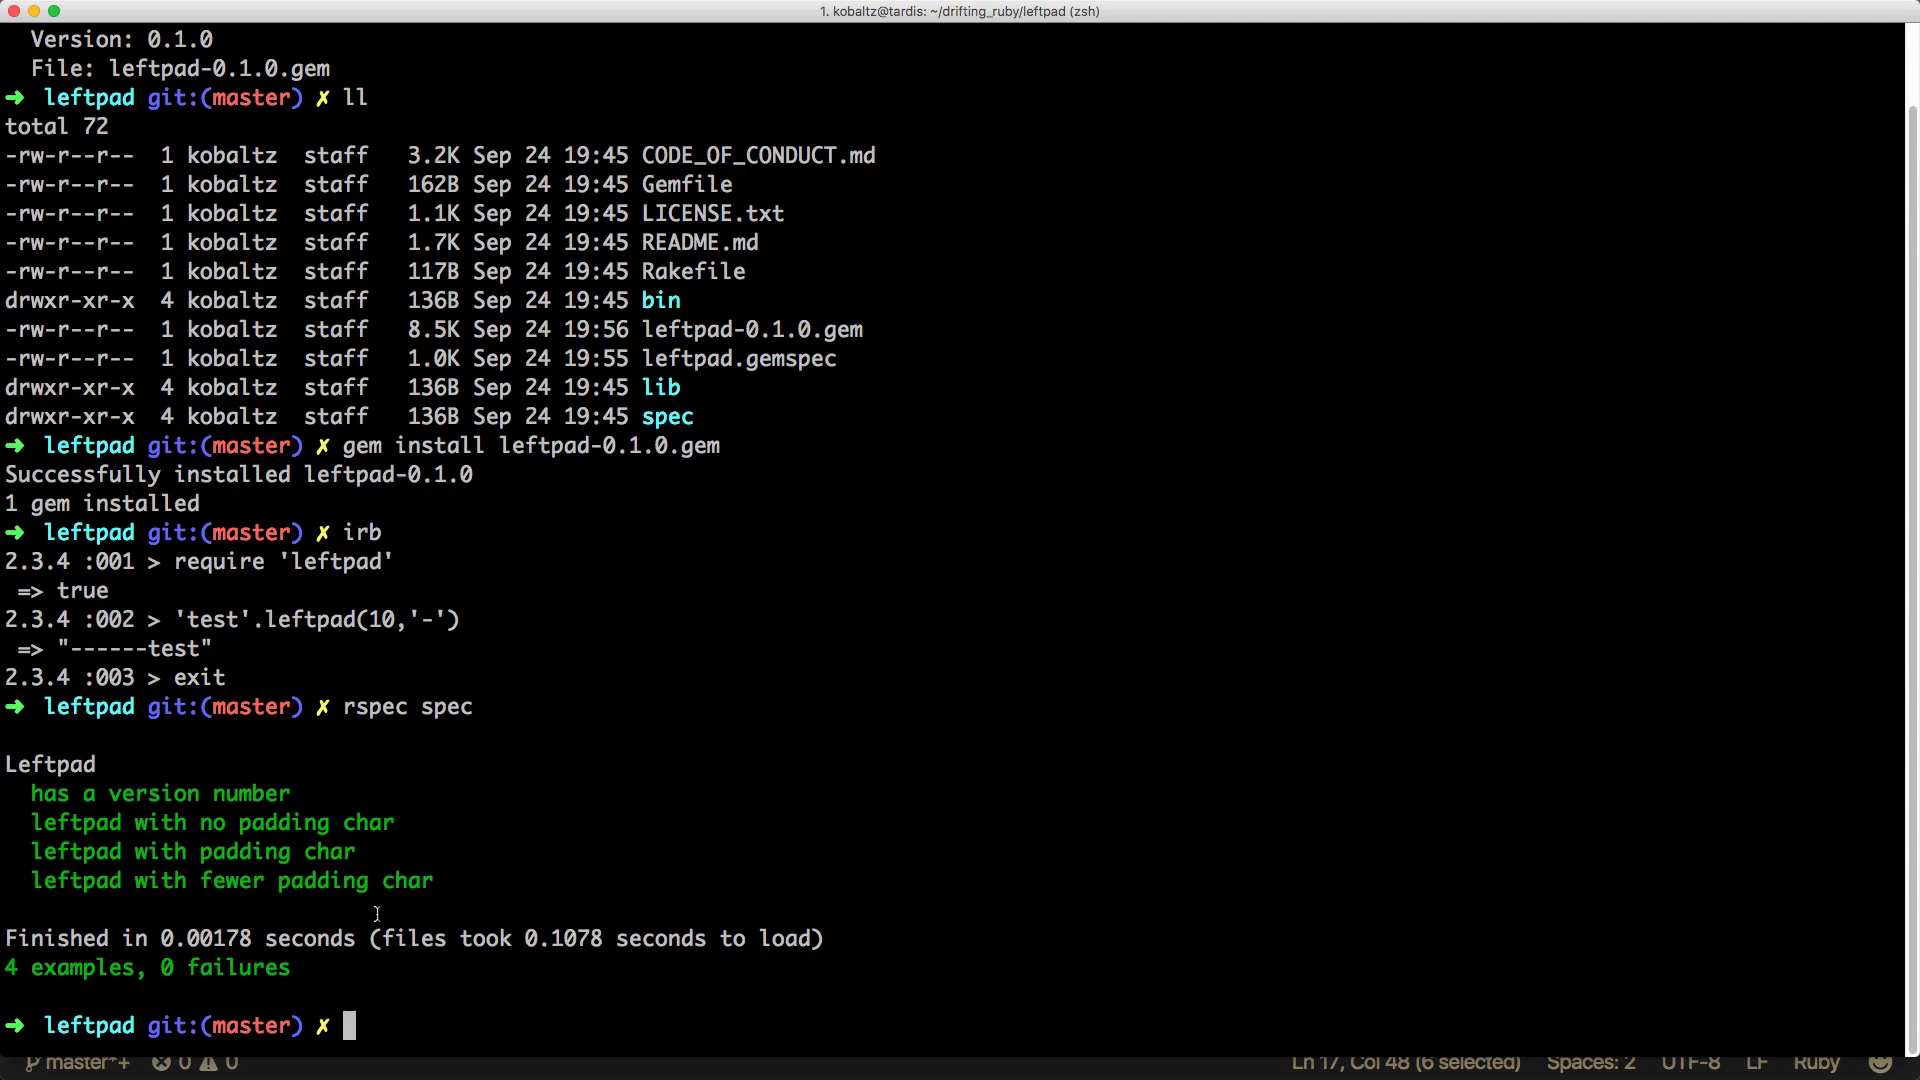 1. kobaltz@tardis: ~/drifting_ruby/leftpad (zsh)
Version: 0.1.0
File: leftpad-0.1.0.gem
➜ leftpad git:(master) ✗ ll
total 72
-rw-r--r-- 1 kobaltz staff 3.2K Sep 24 19:45 CODE_OF_CONDUCT.md
-rw-r--r-- 1 kobaltz staff 162B Sep 24 19:45 Gemfile
-rw-r--r-- 1 kobaltz staff 1.1K Sep 24 19:45 LICENSE.txt
-rw-r--r-- 1 kobaltz staff 1.7K Sep 24 19:45 README.md
-rw-r--r-- 1 kobaltz staff 117B Sep 24 19:45 Rakefile
drwxr-xr-x 4 kobaltz staff 136B Sep 24 19:45 bin
-rw-r--r-- 1 kobaltz staff 8.5K Sep 24 19:56 leftpad-0.1.0.gem
-rw-r--r-- 1 kobaltz staff 1.0K Sep 24 19:55 leftpad.gemspec
drwxr-xr-x 4 kobaltz staff 136B Sep 24 19:45 lib
drwxr-xr-x 4 kobaltz staff 136B Sep 24 19:45 spec
➜ leftpad git:(master) ✗ gem install leftpad-0.1.0.gem
Successfully installed leftpad-0.1.0
1 gem installed
➜ leftpad git:(master) ✗ irb
2.3.4 :001 > require 'leftpad'
=> true
2.3.4 :002 > 'test'.leftpad(10,'-')
=> "------test"
2.3.4 :003 > exit
➜ leftpad git:(master) ✗ rspec spec
Leftpad
has a version number
leftpad with no padding char
leftpad with padding char
leftpad with fewer padding char
Finished in 0.00178 seconds (files took 0.1078 seconds to load)
4 examples, 0 failures
➜ leftpad git:(master) ✗
master*+ 0 0 Ln 17, Col 48 (6 selected) Spaces: 2 UTF-8 LF Ruby